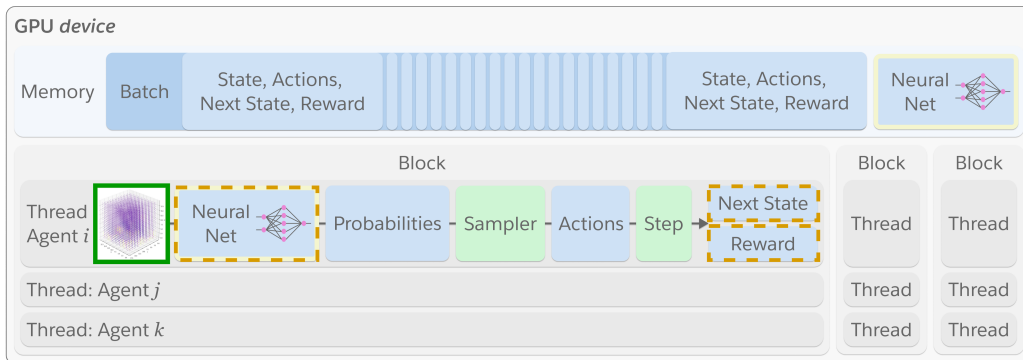 GPU device
Memory
Batch
State, Actions,
Next State, Reward
State, Actions,
Next State, Reward
Neural
Net
Block
Block
Block
Thread
Agent i
Neural
Net
Probabilities
Sampler
Actions
Step
Next State
Reward
Thread
Thread
Thread: Agent j
Thread
Thread
Thread: Agent k
Thread
Thread